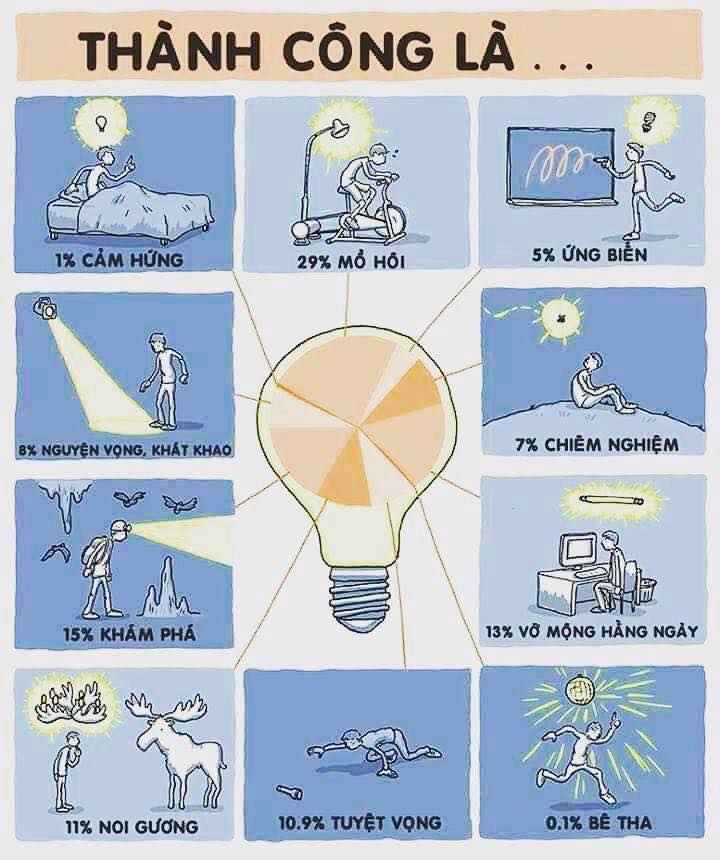 THÀNH CÔNG LÀ...
1% CẢM HỨNG
29% MỒ HÔI
5% ỨNG BIẾN
8% NGUYỆN VỌNG, KHÁT KHAO
7% CHIÊM NGHIỆM
15% KHÁM PHÁ
13% VỠ MỘNG HẰNG NGÀY
11% NOI GƯƠNG
10.9% TUYỆT VỌNG
0.1% BÊ THA